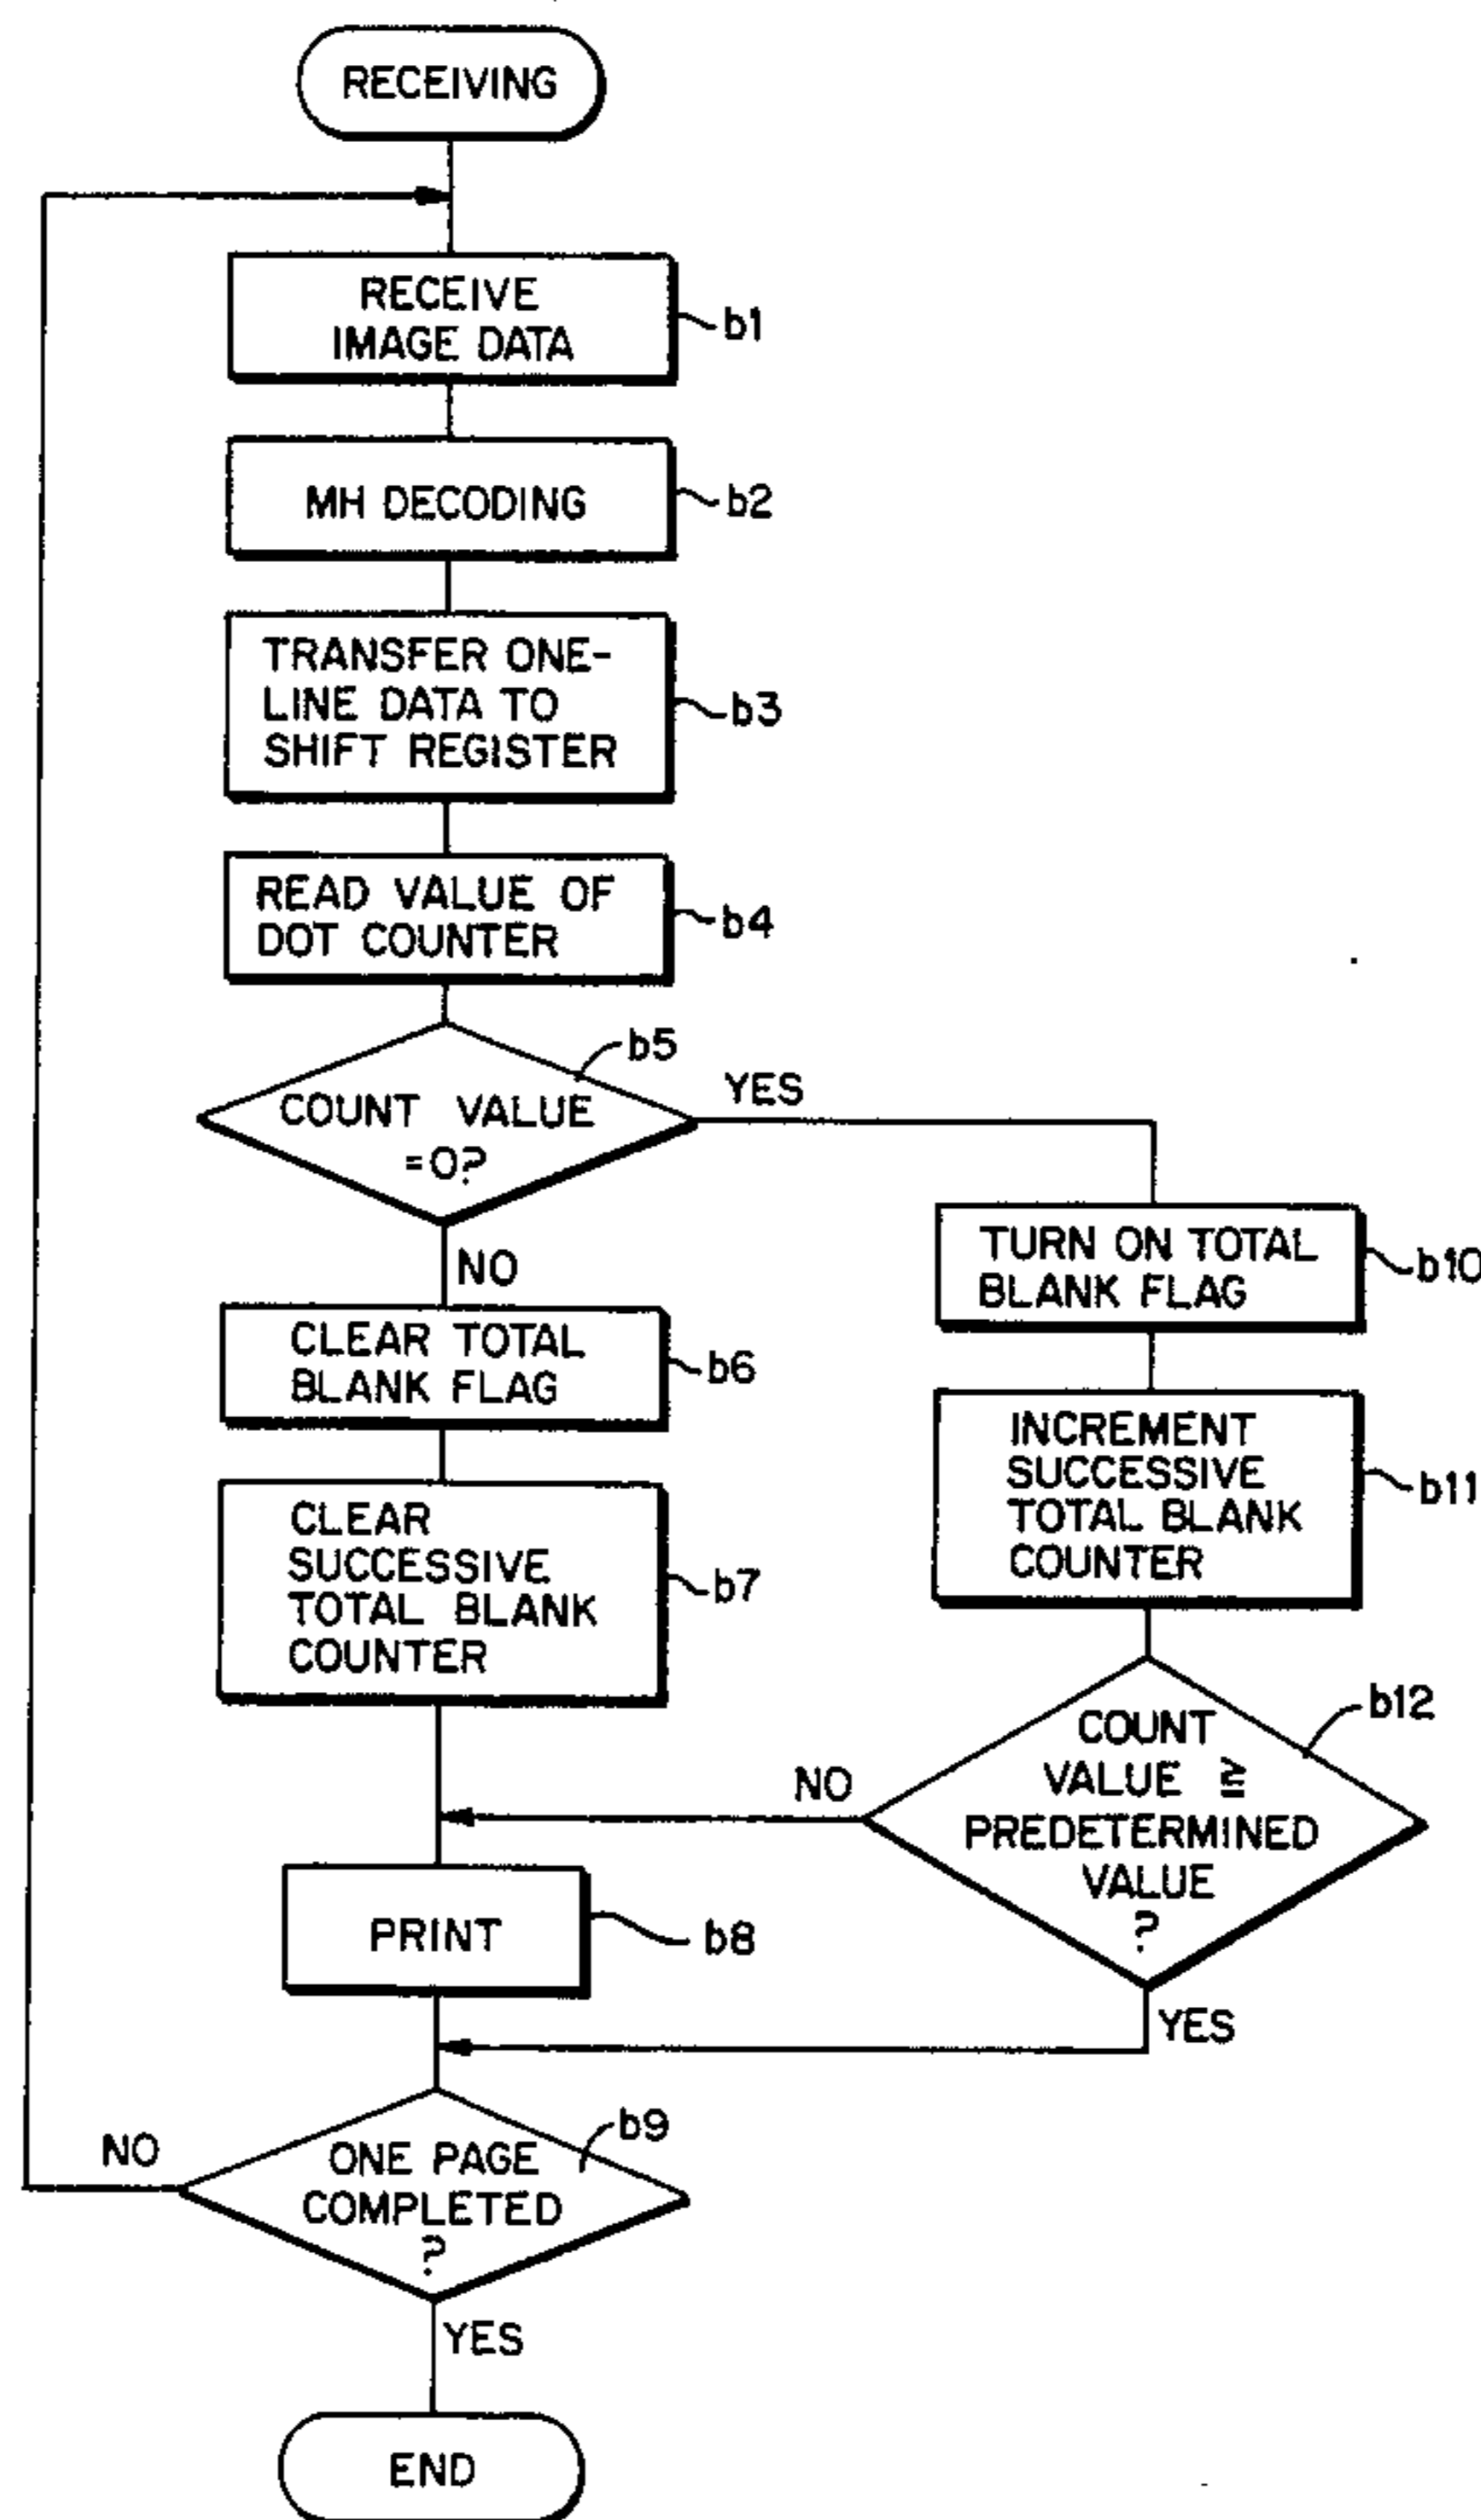 RECEIVING
RECEIVE
IMAGE DATA
b1
MH DECODING
b2
TRANSFER ONE-
LINE DATA TO
SHIFT REGISTER
b3
READ VALUE OF
DOT COUNTER
b4
b5
COUNT VALUE
=0?
YES
NO
CLEAR TOTAL
BLANK FLAG
b6
CLEAR
SUCCESSIVE
TOTAL BLANK
COUNTER
b7
TURN ON TOTAL
BLANK FLAG
b10
INCREMENT
SUCCESSIVE
TOTAL BLANK
COUNTER
b11
b12
COUNT
VALUE ≧
PREDETERMINED
VALUE
?
NO
YES
PRINT
b8
b9
ONE PAGE
COMPLETED
?
NO
YES
END